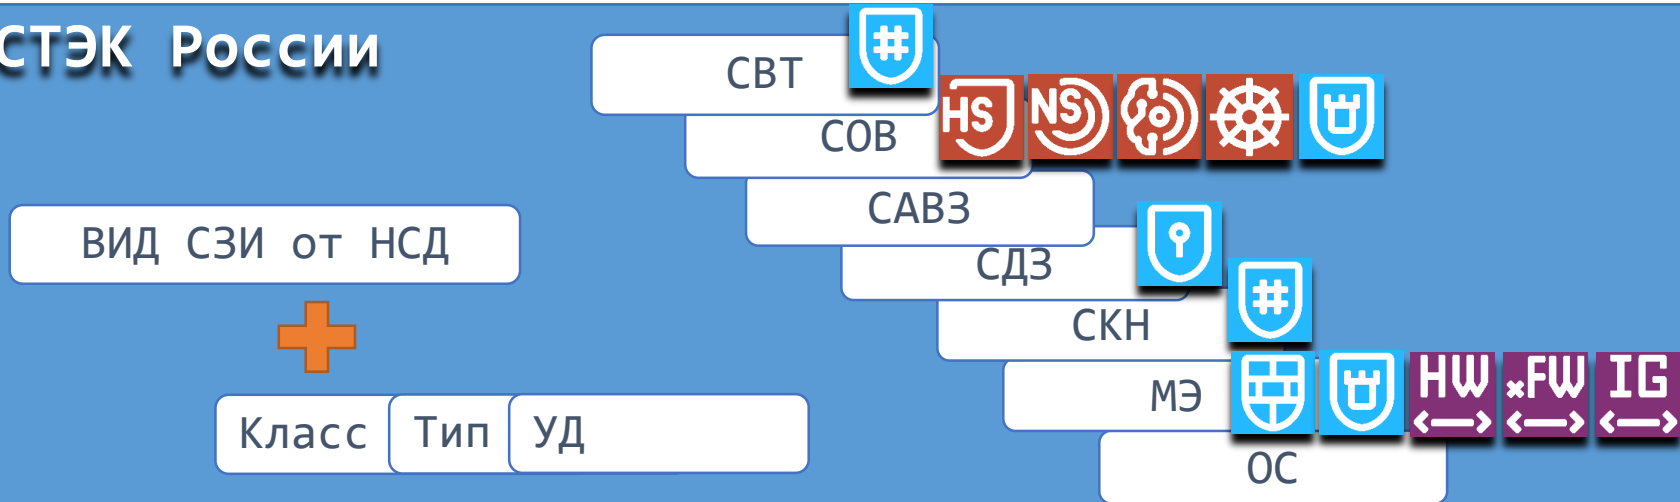 СТЭК России
СВТ
#
СОВ
HS
NS
САВЗ
ВИД СЗИ от НСД
СДЗ
СКН
#
МЭ
HW
xFW
IG
Класс
Тип
УД
ОС